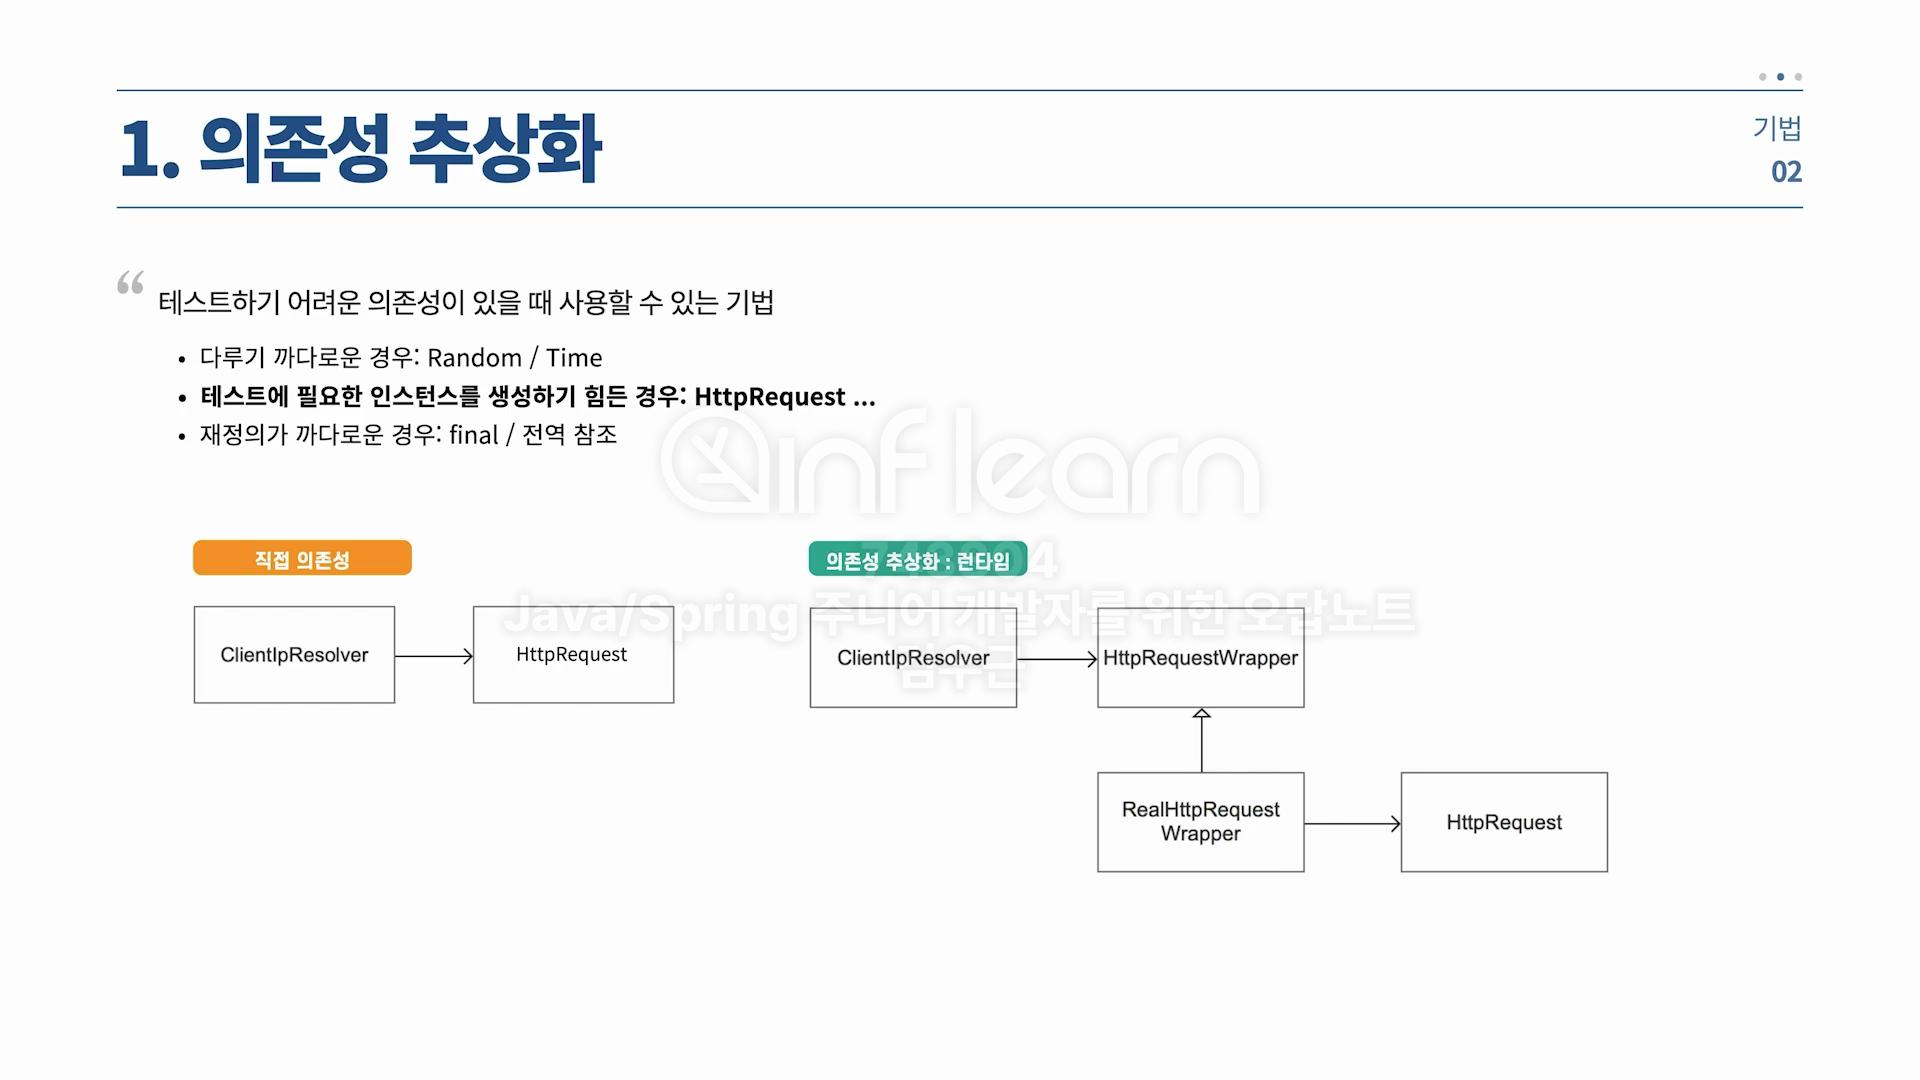 1. 의존성 추상화
기법
02
테스트하기 어려운 의존성이 있을 때 사용할 수 있는 기법
• 다루기 까다로운 경우: Random / Time
• 테스트에 필요한 인스턴스를 생성하기 힘든 경우: HttpRequest ...
• 재정의가 까다로운 경우: final / 전역 참조
inflearn
직접 의존성
의존성 추상화 : 런타임
Java/Spring 주니어 개발자를 위한 오답노트
ClientIpResolver
HttpRequest
ClientIpResolver
HttpRequestWrapper
RealHttpRequest
Wrapper
HttpRequest